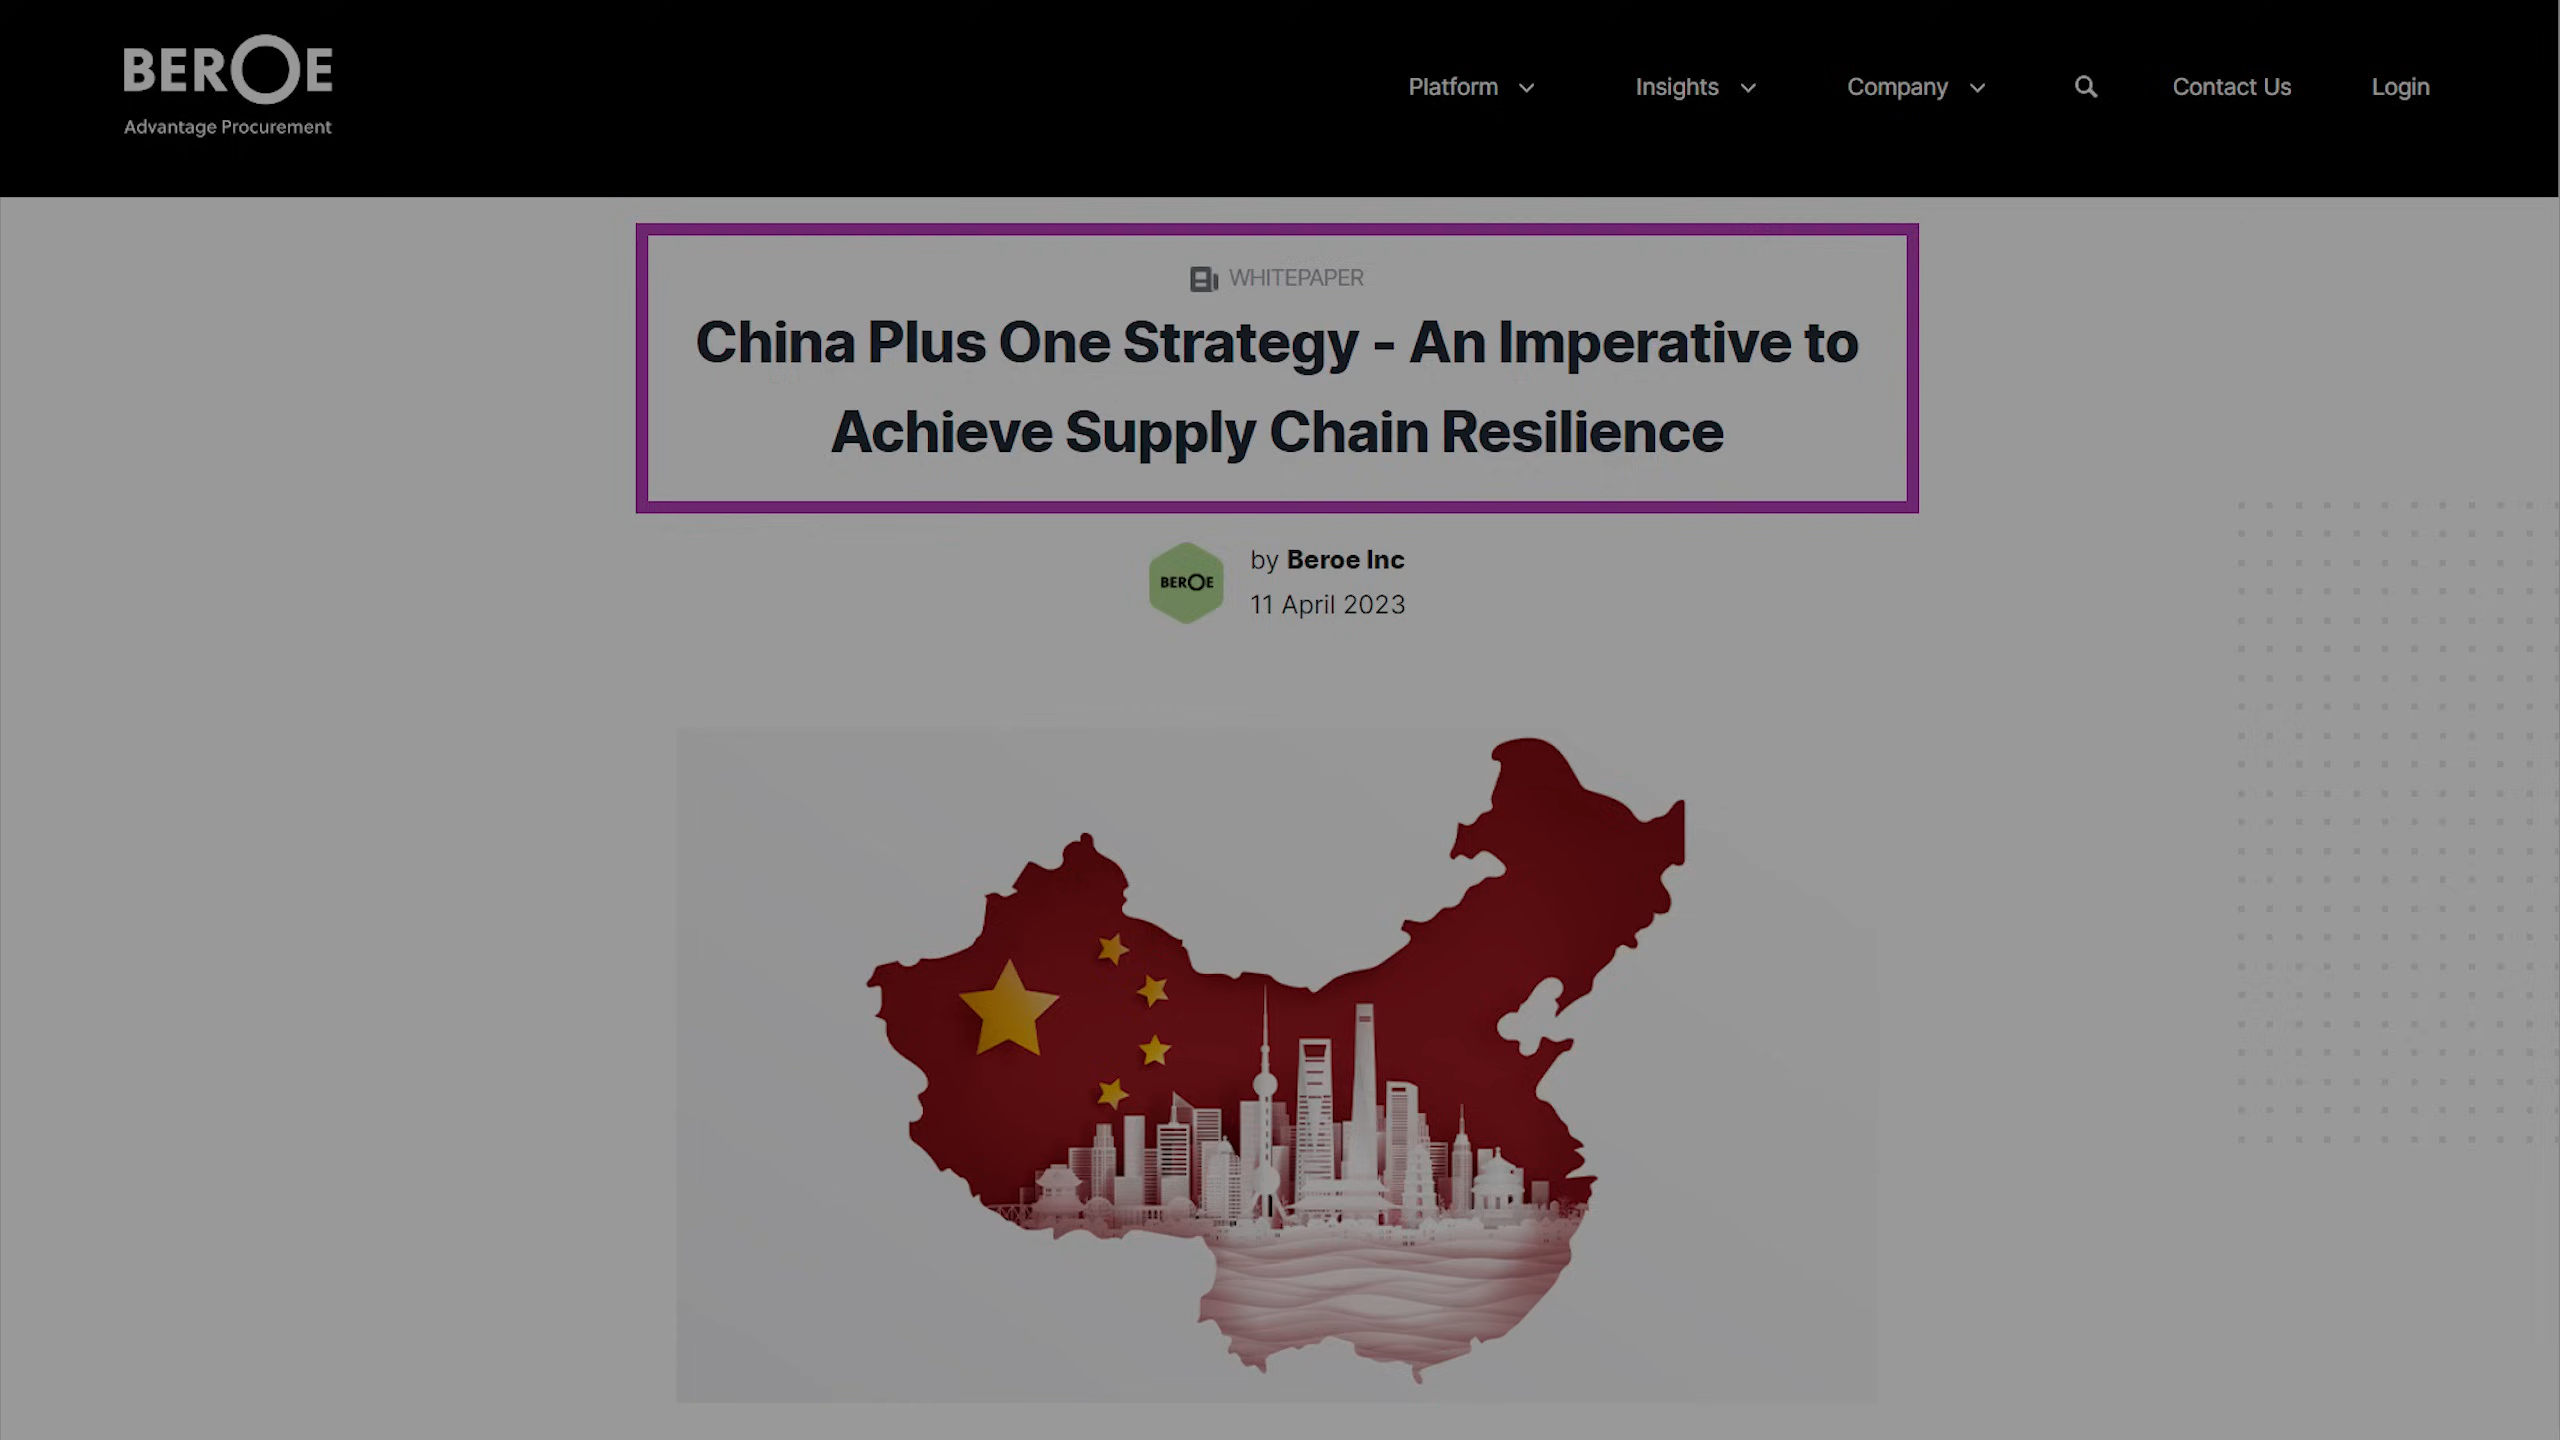 BEROE
Advantage Procurement
Platform
Insights
Company
Contact Us
Login
WHITEPAPER
China Plus One Strategy - An Imperative to
Achieve Supply Chain Resilience
BEROE
by Beroe Inc
11 April 2023